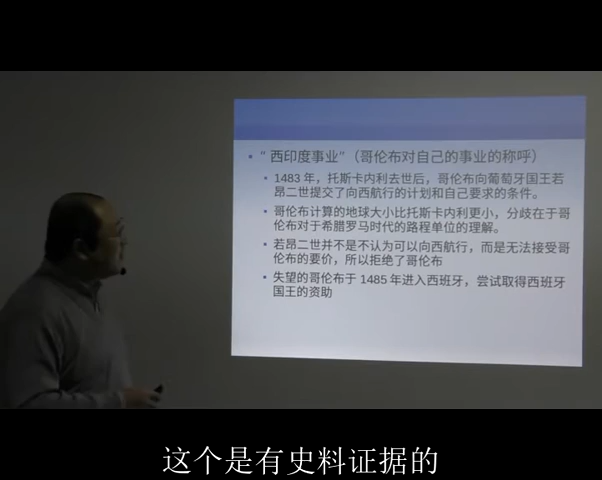 “西印度事业”（哥伦布对自己的事业的称呼）
1483 年，托斯卡内利去世后，哥伦布向葡萄牙国王若
昂二世提交了向西航行的计划和自己要求的条件。
哥伦布计算的地球大小比托斯卡内利更小，分歧在于哥
伦布对于希腊罗马时代的路程单位的理解。
若昂二世并不是不认为可以向西航行，而是无法接受哥
伦布的要价，所以拒绝了哥伦布
失望的哥伦布于 1485 年进入西班牙，尝试取得西班牙
国王的资助
这个是有史料证据的